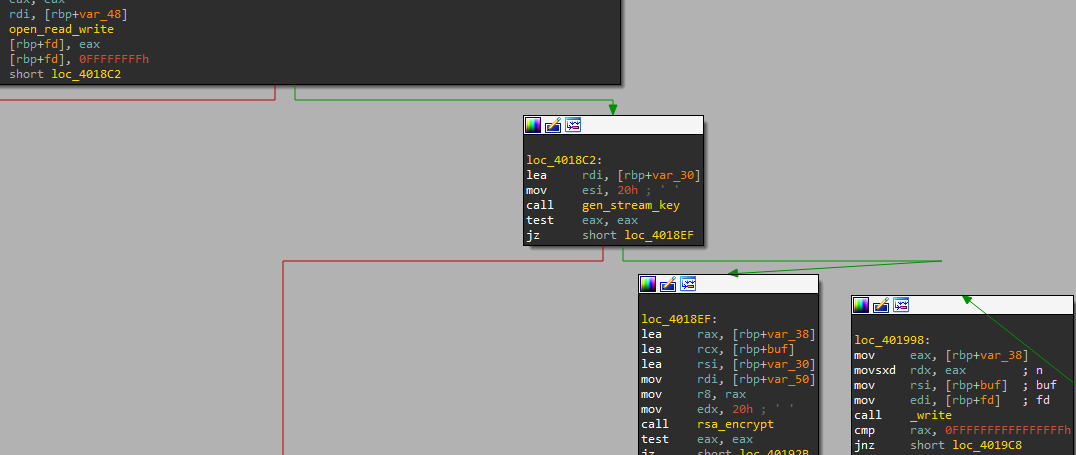 eax, eax
rdi, [rbp+var_48]
open_read_write
[rbp+fd], eax
[rbp+fd], 0FFFFFFFFh
short loc_4018C2
loc_4018C2:
lea rdi, [rbp+var_30]
mov esi, 20h ; ' '
call gen_stream_key
test eax, eax
jz short loc_4018EF
loc_4018EF:
lea rax, [rbp+var_38]
lea rcx, [rbp+buf]
lea rsi, [rbp+var_30]
mov rdi, [rbp+var_50]
mov r8, rax
mov edx, 20h ; ' '
call rsa_encrypt
test eax, eax
jz short loc_40192B
loc_401998:
mov eax, [rbp+var_38]
movsxd rdx, eax ; n
mov rsi, [rbp+buf] ; buf
mov edi, [rbp+fd] ; fd
call _write
cmp rax, 0FFFFFFFFFFFFFFFFh
jnz short loc_4019C8